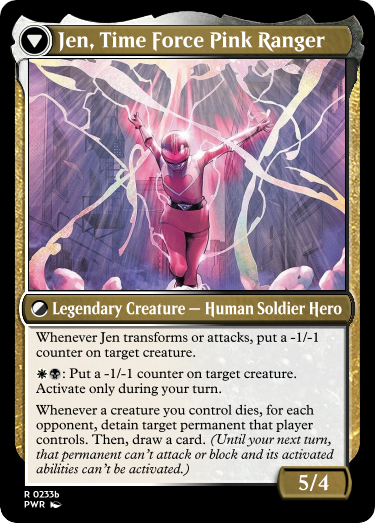 Jen, Time Force Pink Ranger
Legendary Creature — Human Soldier Hero
Whenever Jen transforms or attacks, put a -1/-1
counter on target creature.
: Put a -1/-1 counter on target creature.
Activate only during your turn.
Whenever a creature you control dies, for each
opponent, detain target permanent that player
controls. Then, draw a card. (Until your next turn,
that permanent can't attack or block and its activated
abilities can't be activated.)
5/4
R 0233b
PWR